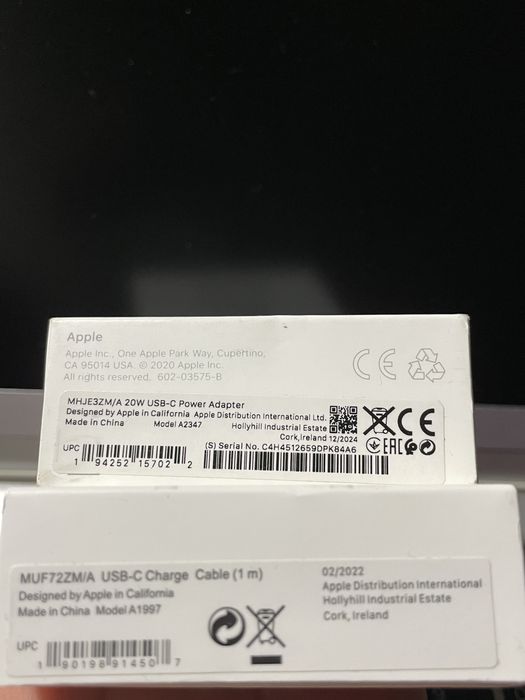 Apple
Apple Inc., One Apple Park Way, Cupertino,
CA 95014 USA. © 2020 Apple Inc.
All rights reserved. 602-03575-B
CE
MHJE3ZM/A 20W USB-C Power Adapter
Designed by Apple in California Apple Distribution International Ltd.
Made in China Model A2347 Hollyhill Industrial Estate
Cork,Ireland 12/2024
CE
EAC
(S) Serial No. C4H4512659DPK84A6
UPC
1 94252 15702 2
MUF72ZM/A USB-C Charge Cable (1 m)
Designed by Apple in California
Made in China Model A1997
02/2022
Apple Distribution International
Hollyhill Industrial Estate
Cork, Ireland
UPC
1 90198 91450 7